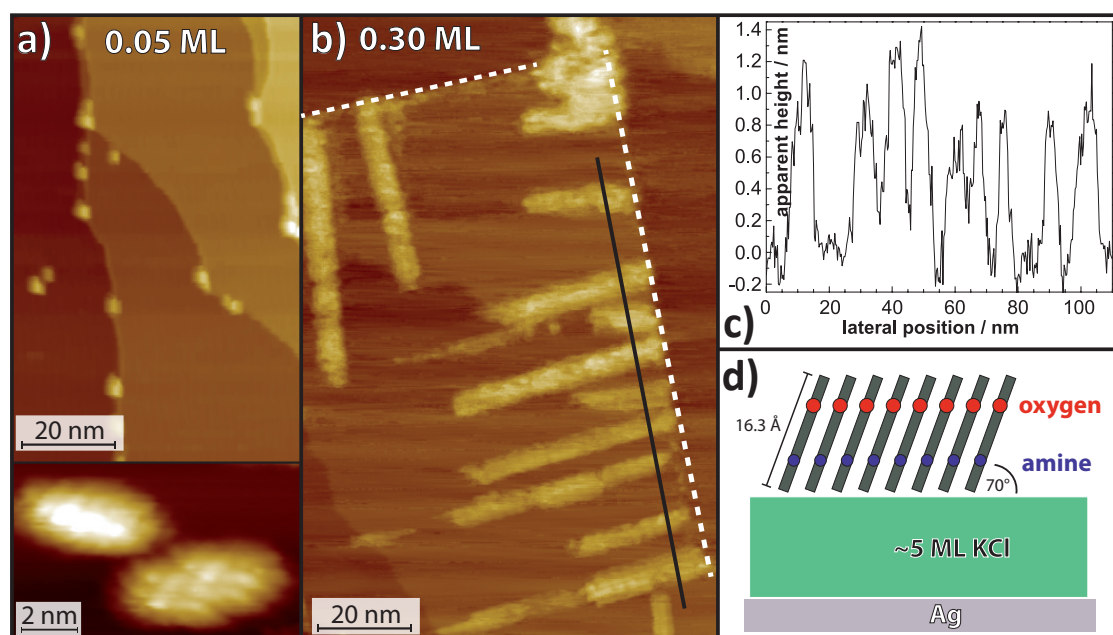 a) 0.05 ML
20 nm
2 nm
b) 0.30 ML
20 nm
apparent height / nm
1.4
1.2
1.0
0.8
0.6
0.4
0.2
0.0
-0.2
0 20 40 60 80 100
lateral position / nm
c)
d)
16.3 Å
oxygen
amine
70°
~5 ML KCl
Ag